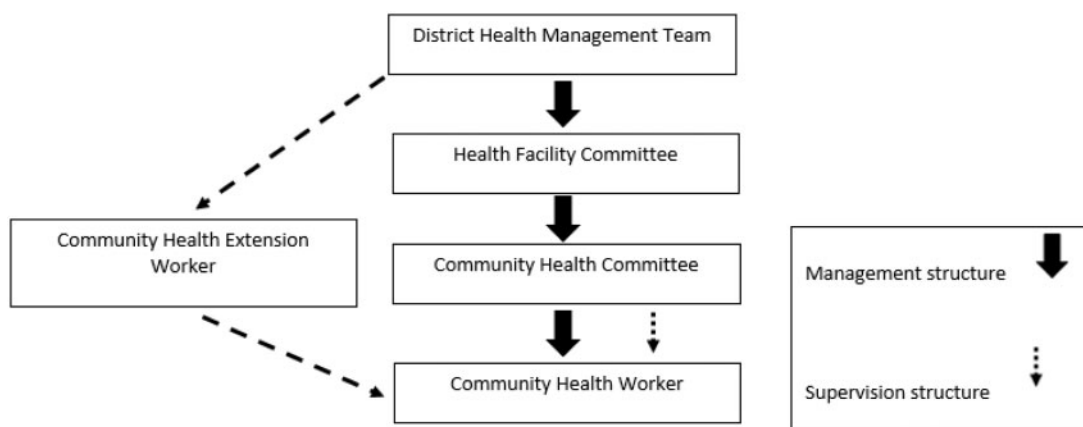 District Health Management Team
Health Facility Committee
Community Health Extension
Worker
Community Health Committee
Management structure
Community Health Worker
Supervision structure